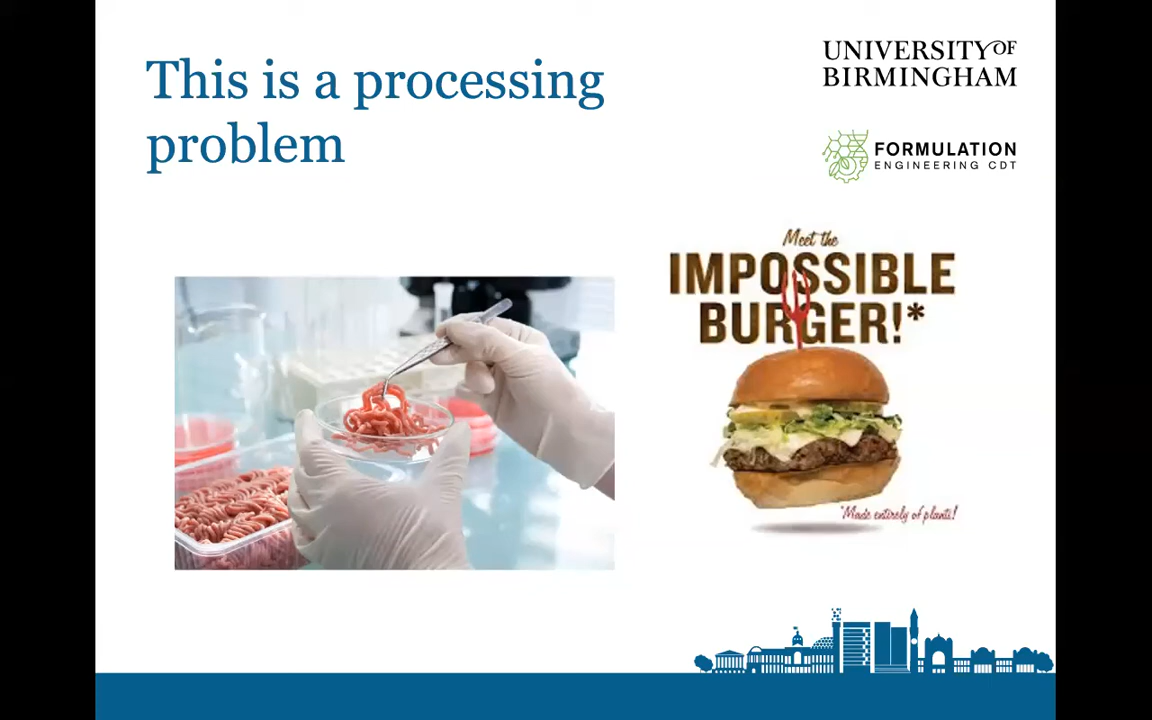 This is a processing
problem
UNIVERSITY OF
BIRMINGHAM
FORMULATION
ENGINEERING CDT
Meet the
IMPOSSIBLE
BURGER!*
*Made entirely of plants!